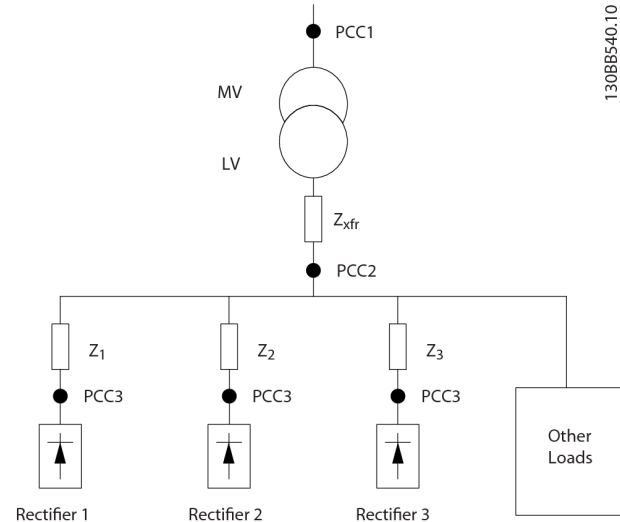 PCC1
130BB540.10
MV
LV
Zxfr
PCC2
Z1
Z2
Z3
PCC3
PCC3
PCC3
Other
Loads
Rectifier 1
Rectifier 2
Rectifier 3